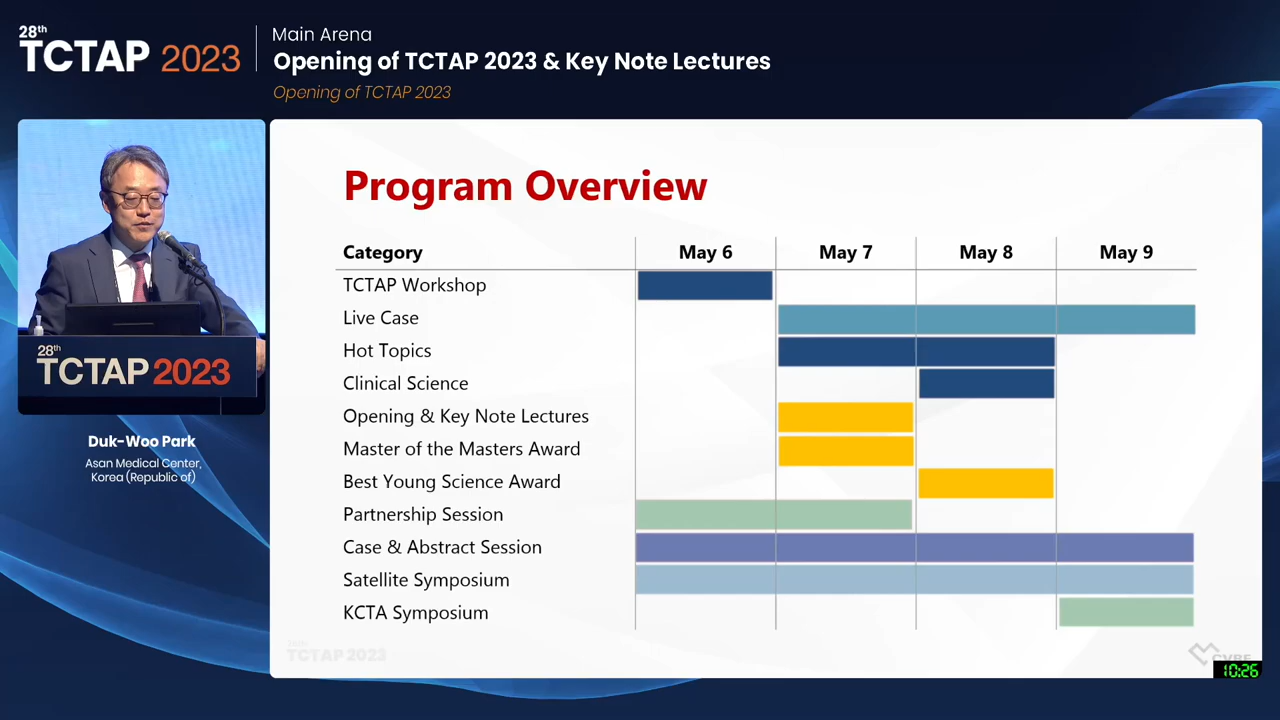 28th
TCTAP 2023
Main Arena
Opening of TCTAP 2023 & Key Note Lectures
Opening of TCTAP 2023
28th
TCTAP 2023
Duk-Woo Park
Asan Medical Center,
Korea (Republic of)
Program Overview
Category May 6 May 7 May 8 May 9
TCTAP Workshop
Live Case
Hot Topics
Clinical Science
Opening & Key Note Lectures
Master of the Masters Award
Best Young Science Award
Partnership Session
Case & Abstract Session
Satellite Symposium
KCTA Symposium
TCTAP 2023
10:26